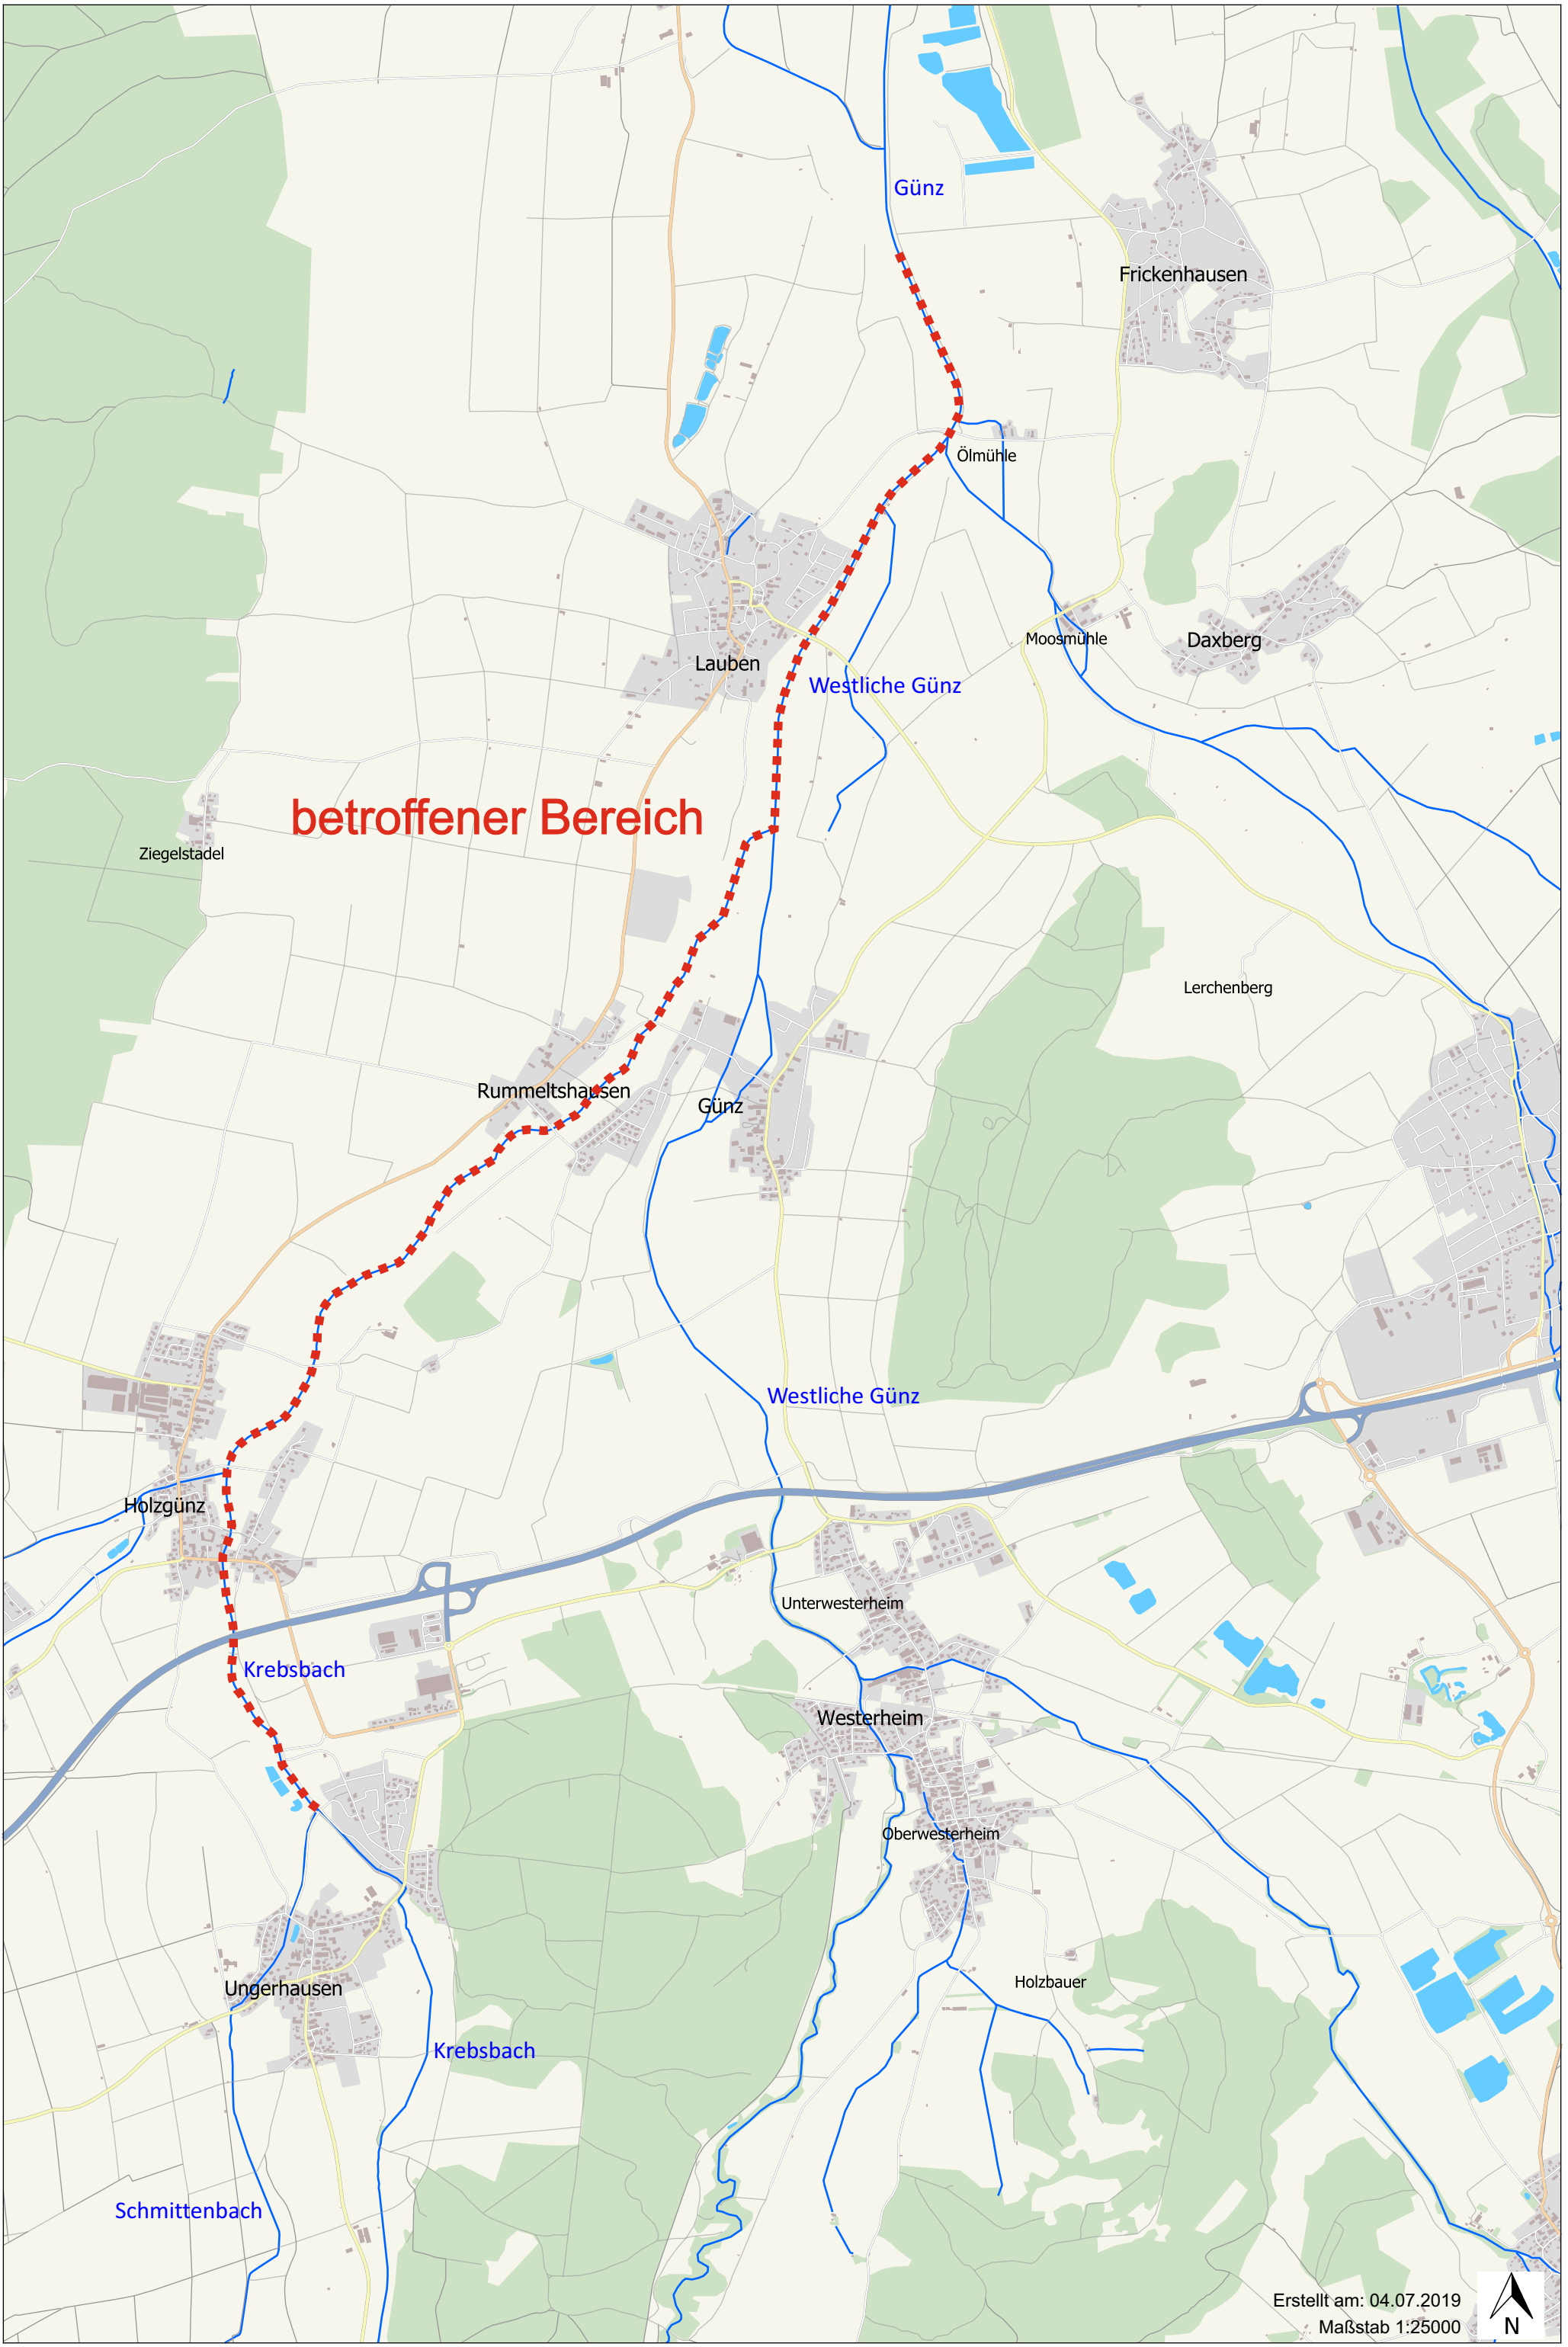 Günz
Frickenhausen
Ölmühle
Moosmühle
Daxberg
Lauben
Westliche Günz
betroffener Bereich
Ziegelstadel
Lerchenberg
Rummeltshausen
Günz
Westliche Günz
Holzgünz
Unterwesterheim
Krebsbach
Westerheim
Oberwesterheim
Holzbauer
Ungerhausen
Krebsbach
Schmittenbach
Erstellt am: 04.07.2019
Maßstab 1:25000
N